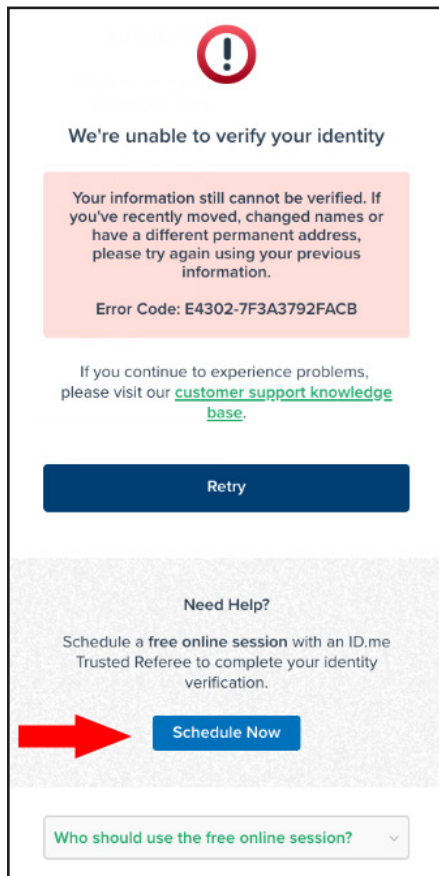 We're unable to verify your identity
Your information still cannot be verified. If
you've recently moved, changed names or
have a different permanent address,
please try again using your previous
information.
Error Code: E4302-7F3A3792FACB
If you continue to experience problems,
please visit our customer support knowledge
base.
Retry
Need Help?
Schedule a free online session with an ID.me
Trusted Referee to complete your identity
verification.
Schedule Now
Who should use the free online session?